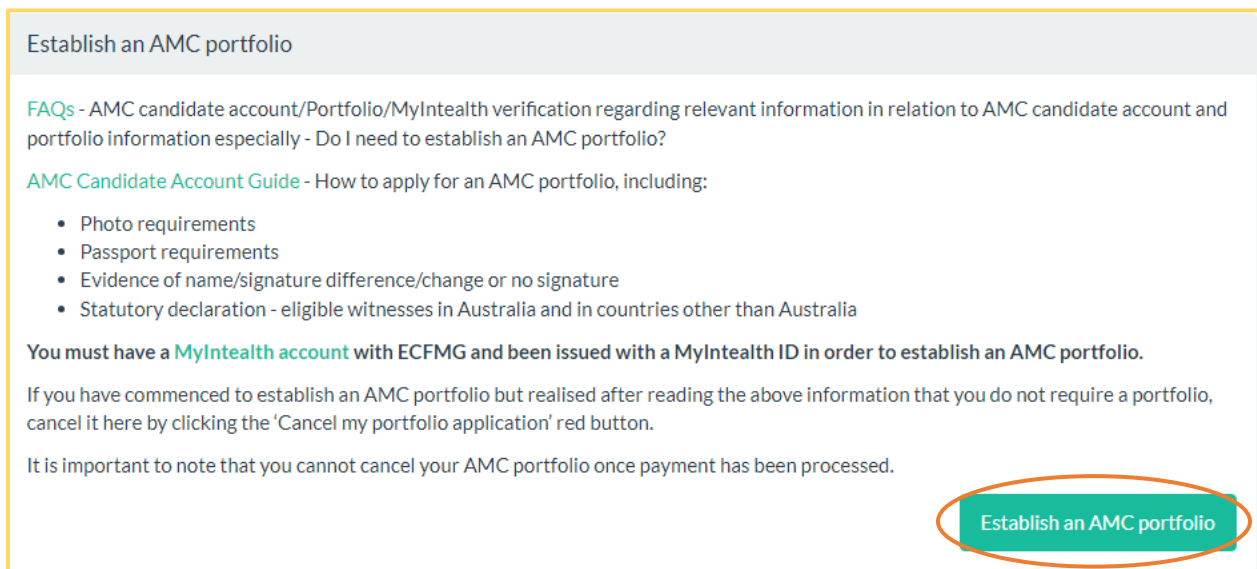 Establish an AMC portfolio
FAQs - AMC candidate account/Portfolio/MyIntealth verification regarding relevant information in relation to AMC candidate account and
portfolio information especially - Do I need to establish an AMC portfolio?
AMC Candidate Account Guide - How to apply for an AMC portfolio, including:
• Photo requirements
• Passport requirements
• Evidence of name/signature difference/change or no signature
• Statutory declaration - eligible witnesses in Australia and in countries other than Australia
You must have a MyIntealth account with ECFMG and been issued with a MyIntealth ID in order to establish an AMC portfolio.
If you have commenced to establish an AMC portfolio but realised after reading the above information that you do not require a portfolio,
cancel it here by clicking the ‘Cancel my portfolio application’ red button.
It is important to note that you cannot cancel your AMC portfolio once payment has been processed.
Establish an AMC portfolio